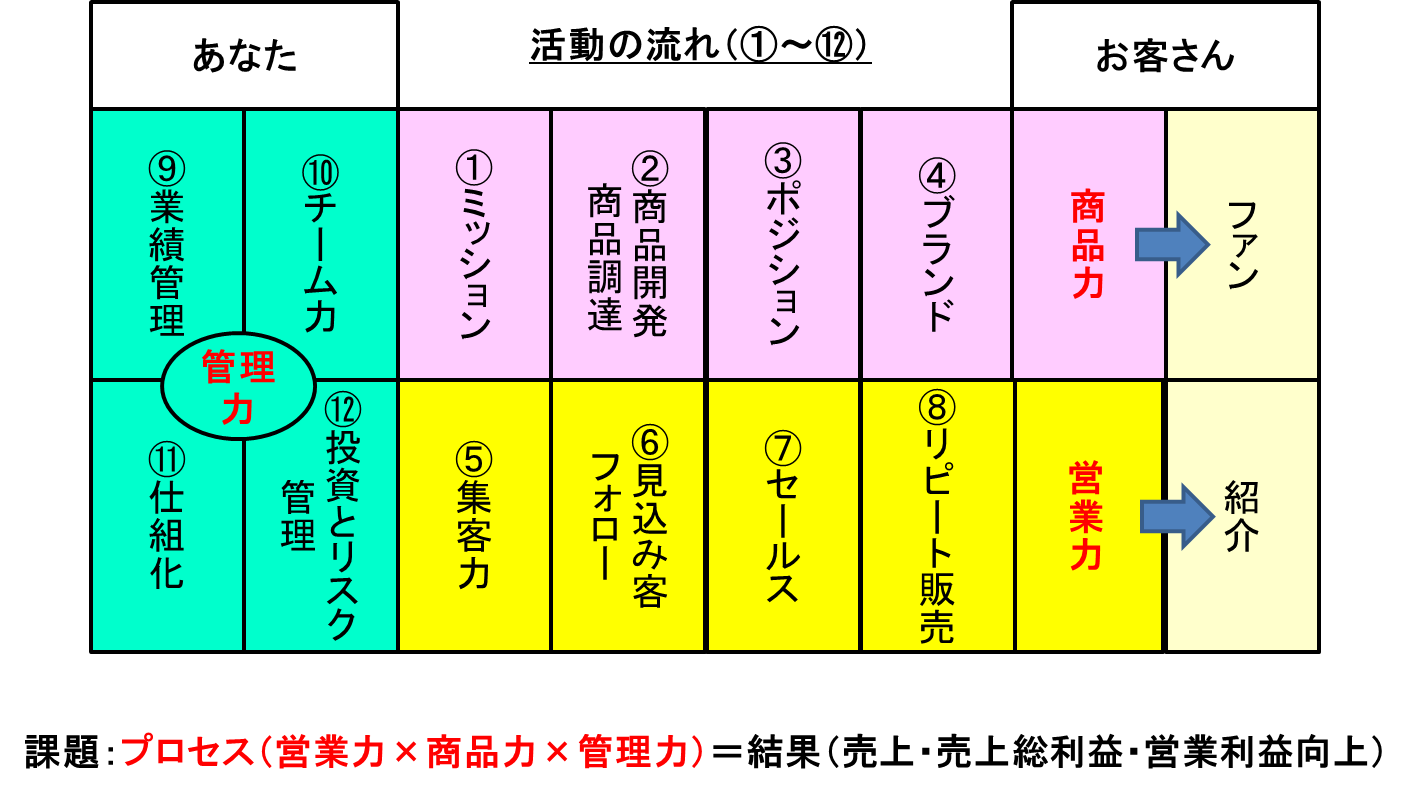 あなた
活動の流れ（①～⑫）
お客さん
⑨業績管理
⑩チーム力
①ミッション
②商品開発
商品調達
③ポジション
④ブランド
商品力
ファン
管理
力
⑪仕組化
⑫投資とリスク
管理
⑤集客力
⑥見込み客
フォロー
⑦セールス
⑧リピート販売
営業力
紹介
課題：プロセス（営業力×商品力×管理力）＝結果（売上・売上総利益・営業利益向上）